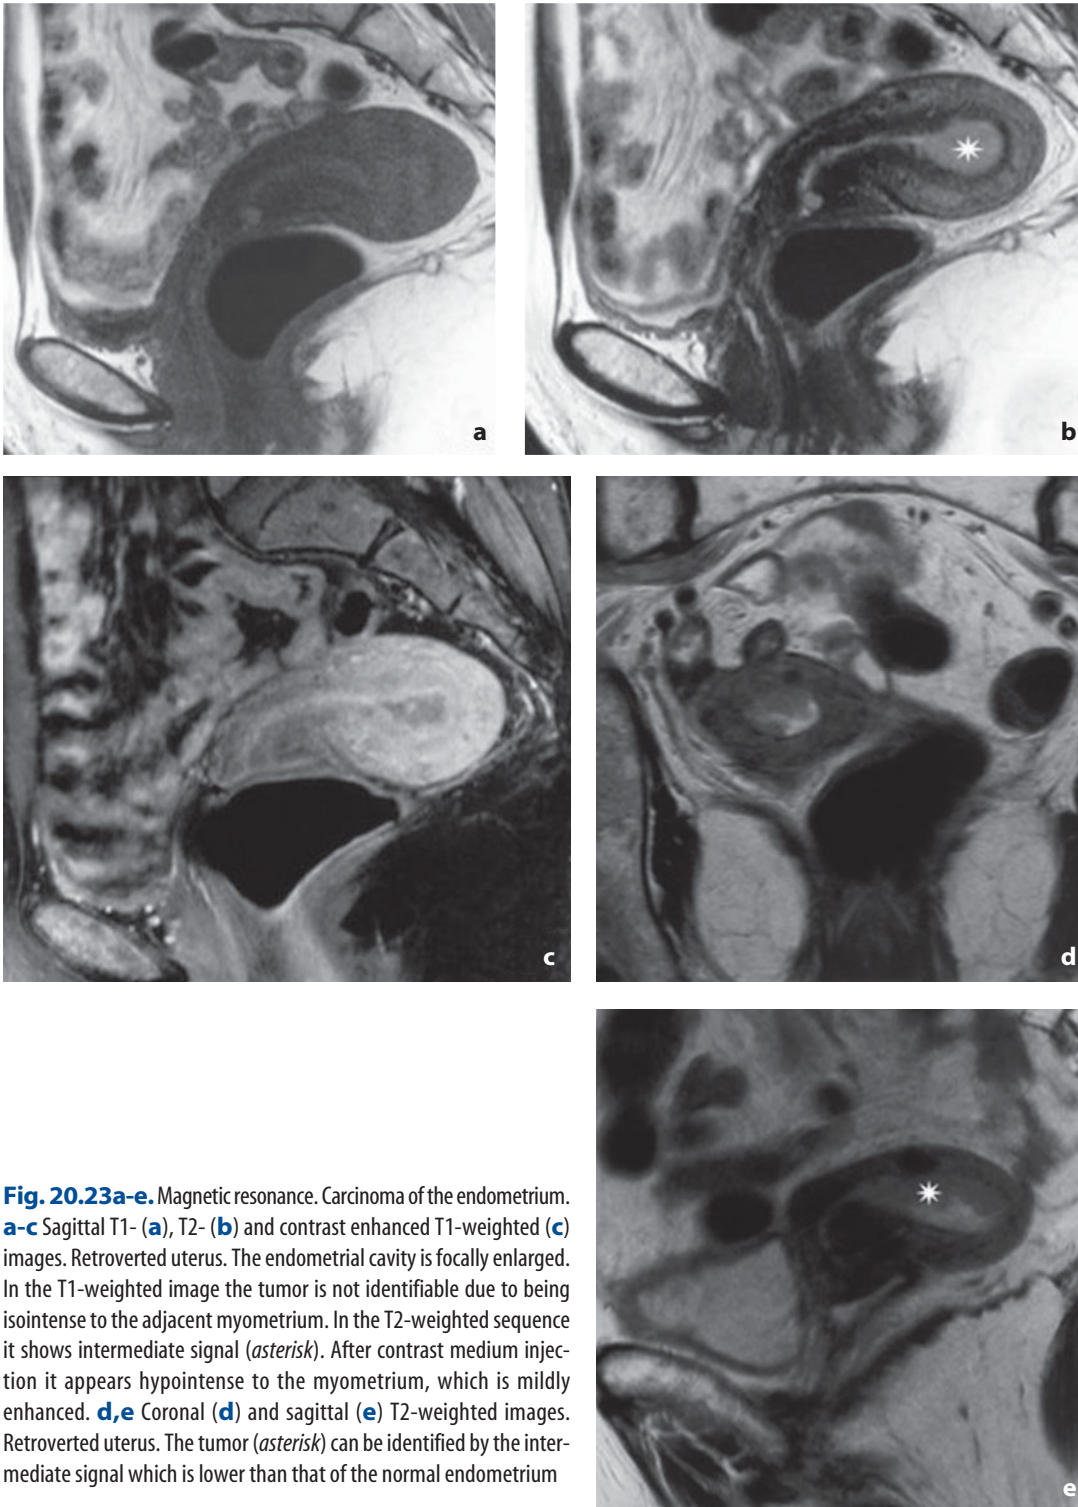 a
b
c
d
e
Fig. 20.23a-e. Magnetic resonance. Carcinoma of the endometrium.
a-c Sagittal T1- (a), T2- (b) and contrast enhanced T1-weighted (c)
images. Retroverted uterus. The endometrial cavity is focally enlarged.
In the T1-weighted image the tumor is not identifiable due to being
isointense to the adjacent myometrium. In the T2-weighted sequence
it shows intermediate signal (asterisk). After contrast medium injec-
tion it appears hypointense to the myometrium, which is mildly
enhanced. d,e Coronal (d) and sagittal (e) T2-weighted images.
Retroverted uterus. The tumor (asterisk) can be identified by the inter-
mediate signal which is lower than that of the normal endometrium